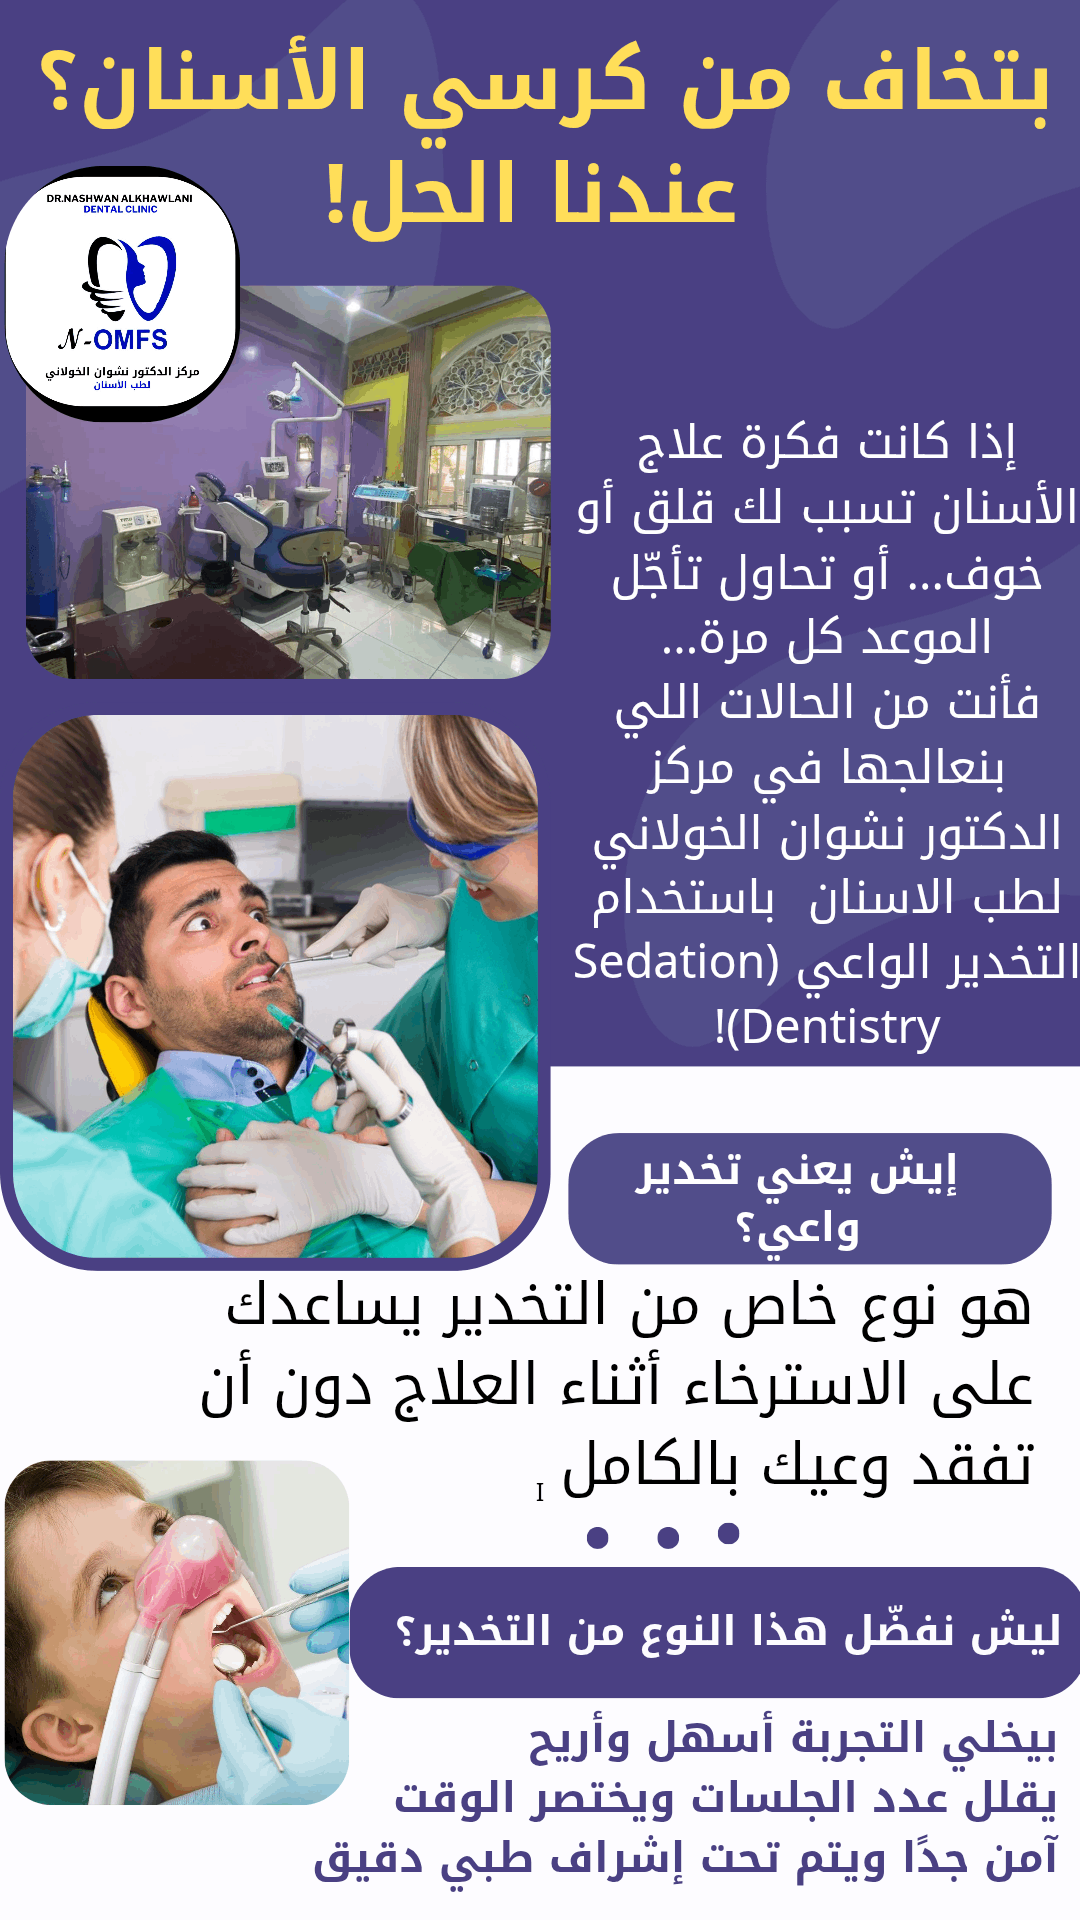 بتخاف من كرسي الأسنان؟
عندنا الحل!
DR.NASHWAN ALKHAWLANI
DENTAL CLINIC
N-OMFS
مركز الدكتور نشوان الخولاني
لطب الأسنان
إذا كانت فكرة علاج
الأسنان تسبب لك قلق أو
خوف... أو تحاول تأجّل
الموعد كل مرة...
فأنت من الحالات اللي
بنعالجها في مركز
الدكتور نشوان الخولاني
لطب الاسنان باستخدام
التخدير الواعي (Sedation
Dentistry)!
إيش يعني تخدير
واعي؟
هو نوع خاص من التخدير يساعدك
على الاسترخاء أثناء العلاج دون أن
تفقد وعيك بالكامل
I
ليش نفضّل هذا النوع من التخدير؟
بيخلي التجربة أسهل وأريح
يقلل عدد الجلسات ويختصر الوقت
آمن جدًا ويتم تحت إشراف طبي دقيق